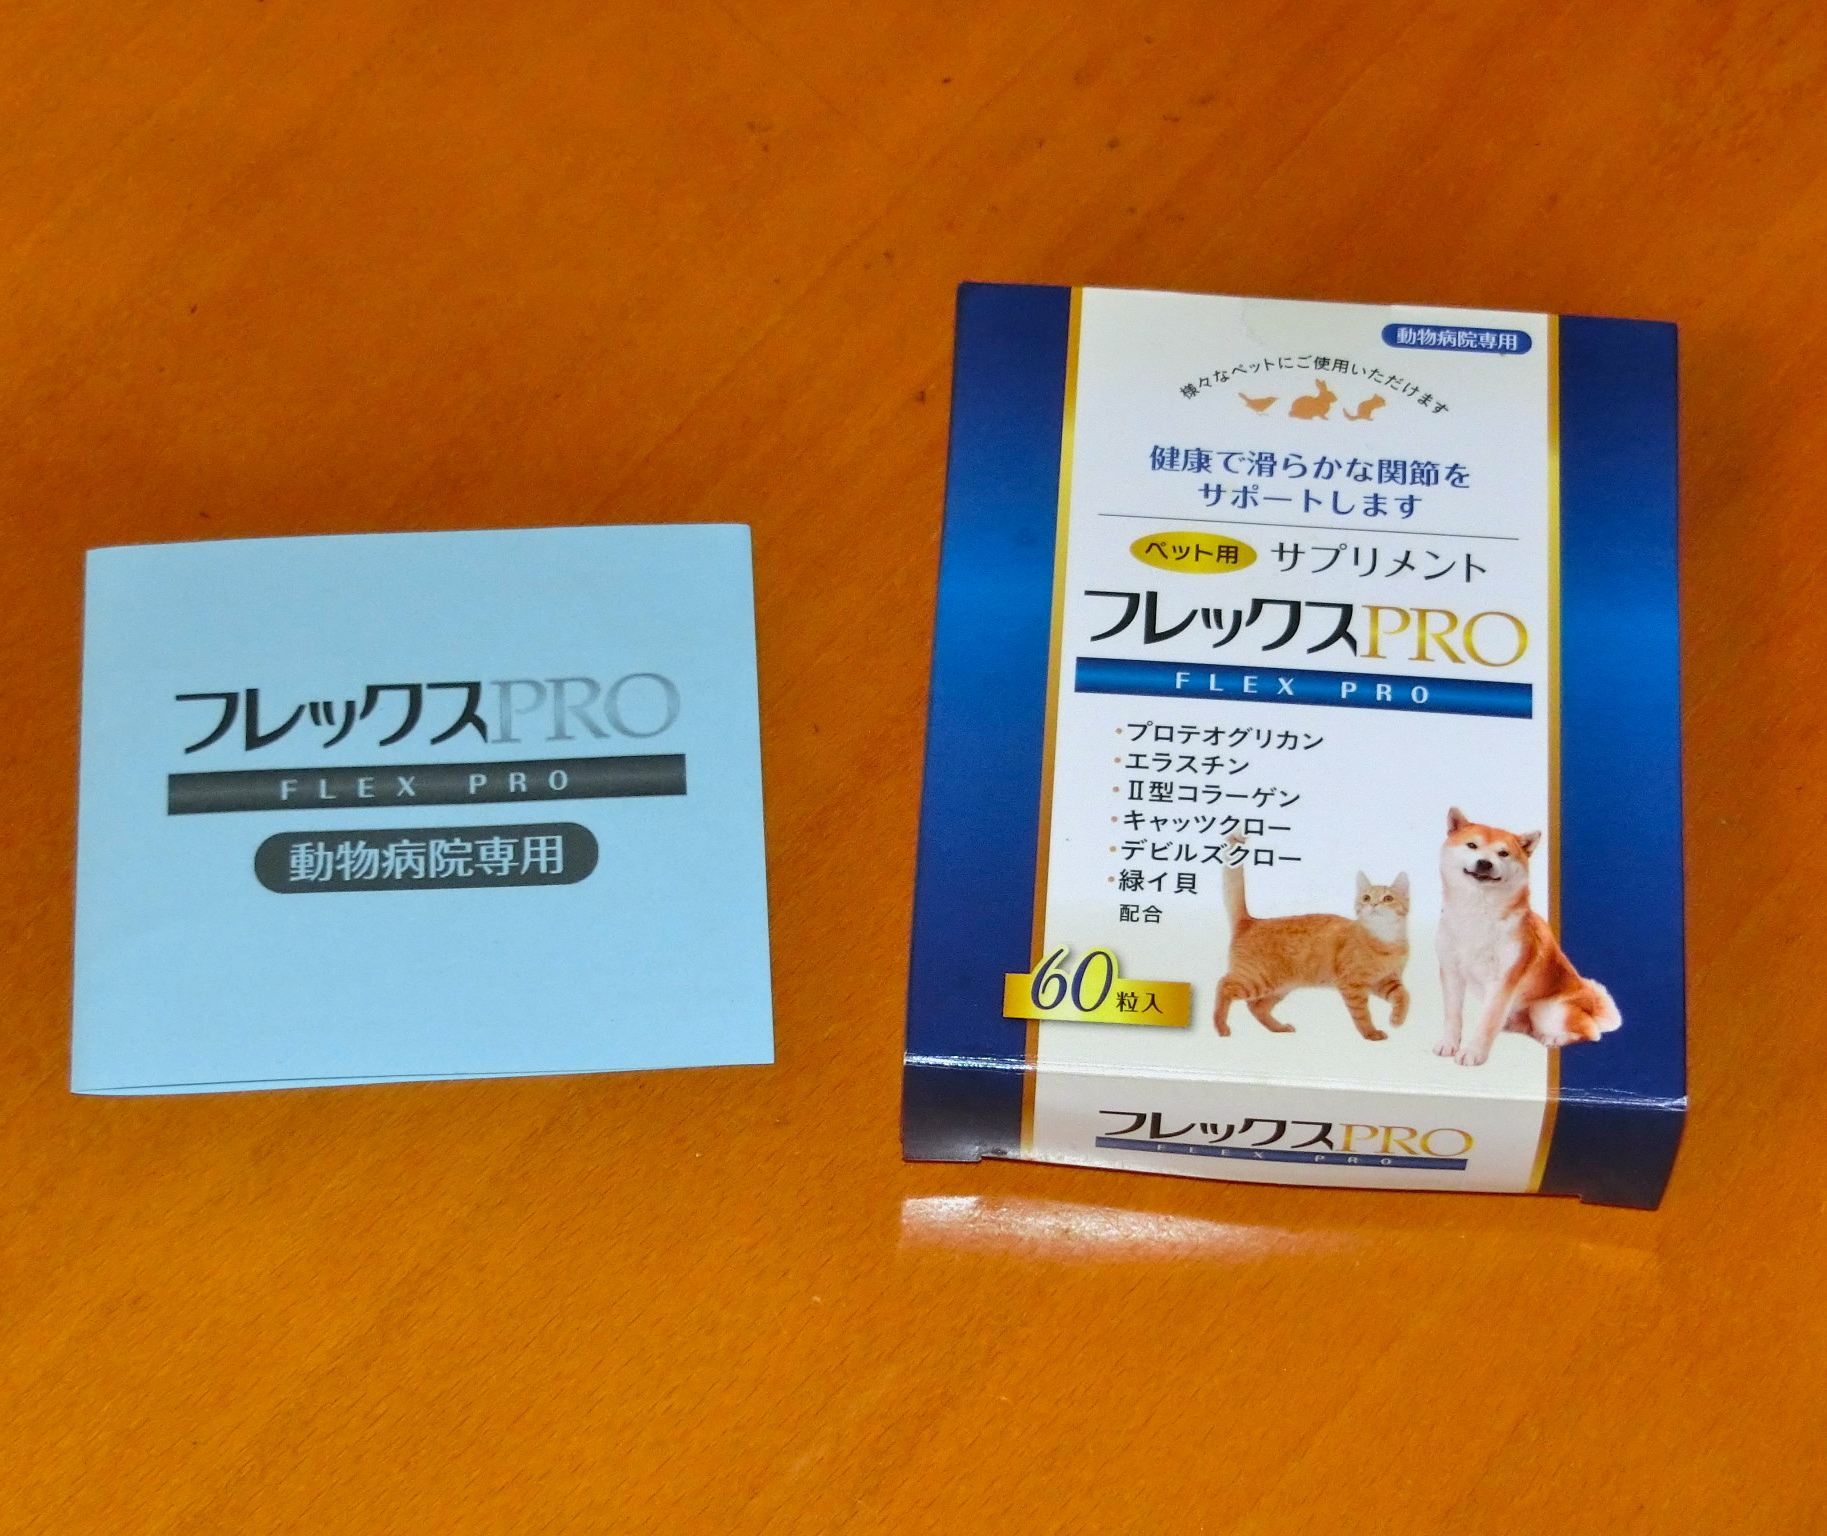 フレックスPRO
FLEX PRO
動物病院専用
動物病院専用
様々なペットにご使用いただけます
健康で滑らかな関節を
サポートします
ペット用 サプリメント
フレックスPRO
FLEX PRO
・プロテオグリカン
・エラスチン
・Ⅱ型コラーゲン
・キャッツクロー
・デビルズクロー
・緑イ貝
配合
60粒入
フレックスPRO
FLEX PRO